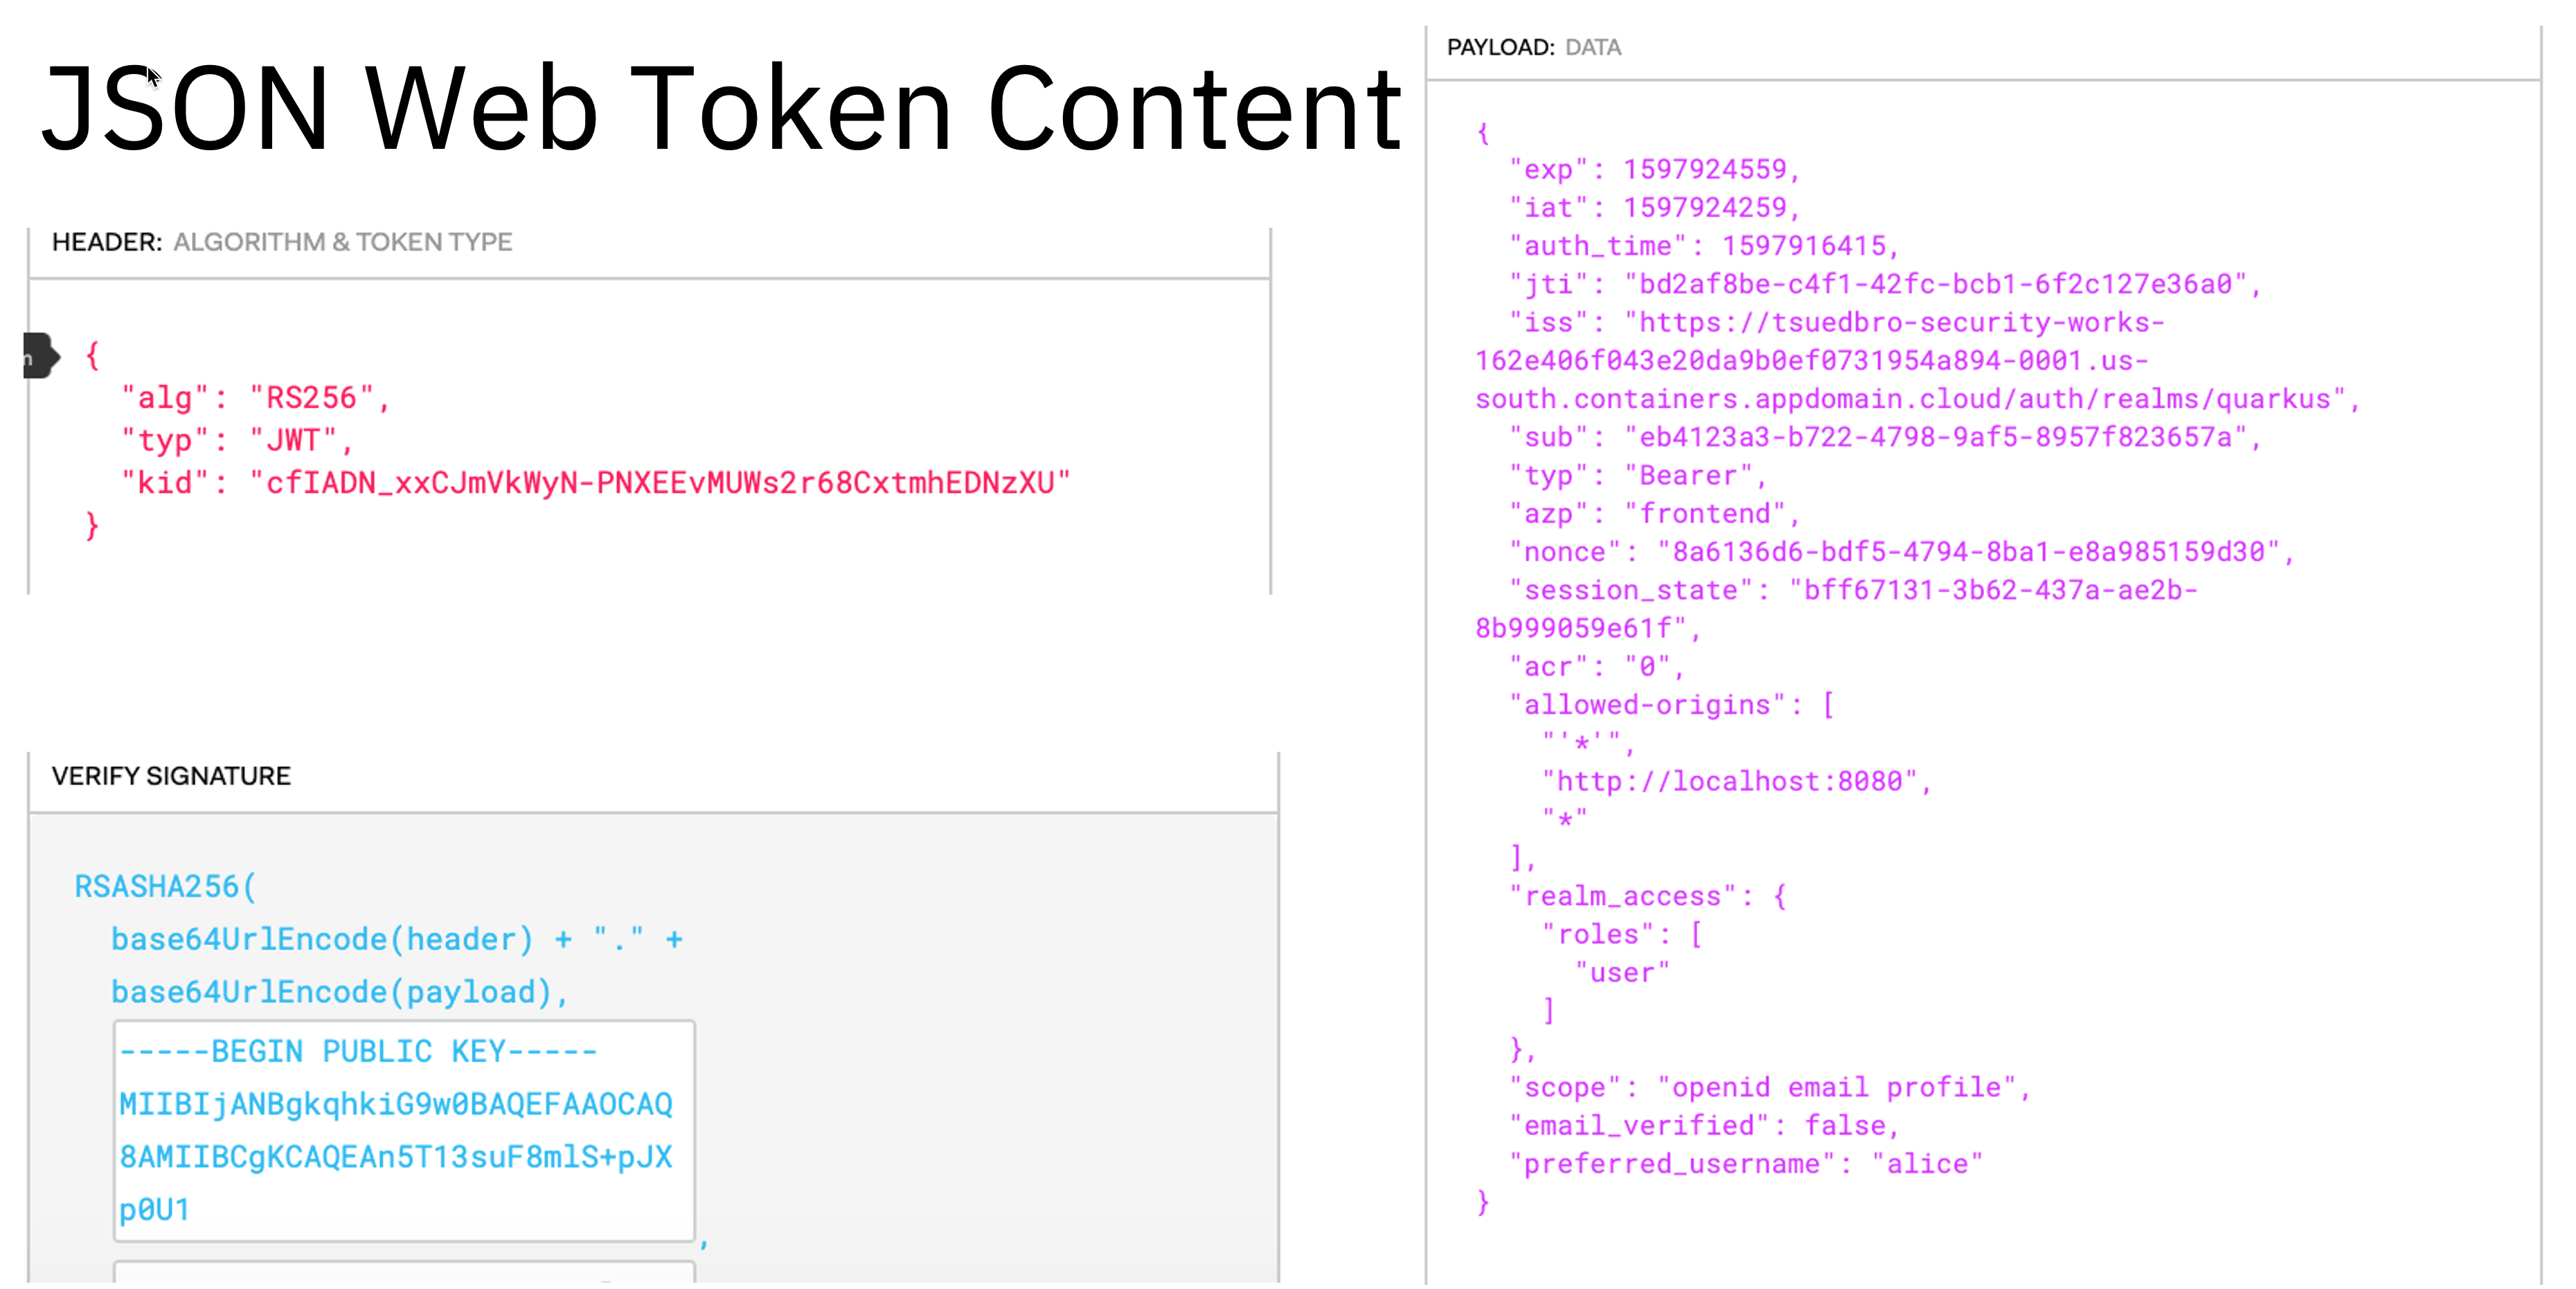 JSON Web Token Content
HEADER: ALGORITHM & TOKEN TYPE
{
"alg": "RS256",
"typ": "JWT",
"kid": "cfIADN_xxCJmVkWyN-PNXEEvMUWs2r68CxtmhEDNzXU"
}
VERIFY SIGNATURE
RSASHA256(
base64UrlEncode(header) + "." +
base64UrlEncode(payload),
-----BEGIN PUBLIC KEY-----
MIIBIjANBgkqhkiG9w0BAQEFAAOCAQ
8AMIIBCgKCAQEAn5T13suF8mlS+pJX
p0U1
,
PAYLOAD: DATA
{
"exp": 1597924559,
"iat": 1597924259,
"auth_time": 1597916415,
"jti": "bd2af8be-c4f1-42fc-bcb1-6f2c127e36a0",
"iss": "https://tsuedbro-security-works-
162e406f043e20da9b0ef0731954a894-0001.us-
south.containers.appdomain.cloud/auth/realms/quarkus",
"sub": "eb4123a3-b722-4798-9af5-8957f823657a",
"typ": "Bearer",
"azp": "frontend",
"nonce": "8a6136d6-bdf5-4794-8ba1-e8a985159d30",
"session_state": "bff67131-3b62-437a-ae2b-
8b999059e61f",
"acr": "0",
"allowed-origins": [
"'*'",
"http://localhost:8080",
"*"
],
"realm_access": {
"roles": [
"user"
]
},
"scope": "openid email profile",
"email_verified": false,
"preferred_username": "alice"
}